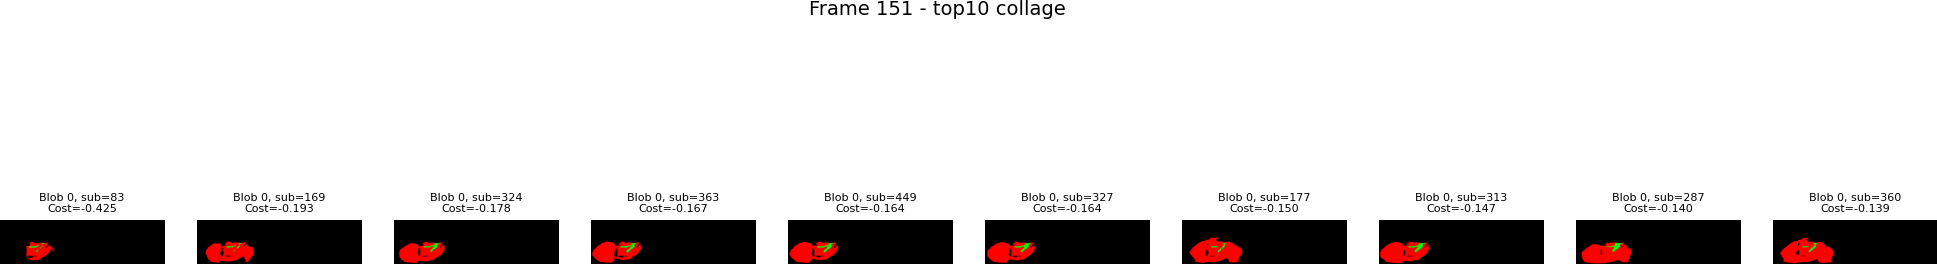 Frame 151 - top10 collage
Blob 0, sub=83
Cost=-0.425
Blob 0, sub=169
Cost=-0.193
Blob 0, sub=324
Cost=-0.178
Blob 0, sub=363
Cost=-0.167
Blob 0, sub=449
Cost=-0.164
Blob 0, sub=327
Cost=-0.164
Blob 0, sub=177
Cost=-0.150
Blob 0, sub=313
Cost=-0.147
Blob 0, sub=287
Cost=-0.140
Blob 0, sub=360
Cost=-0.139